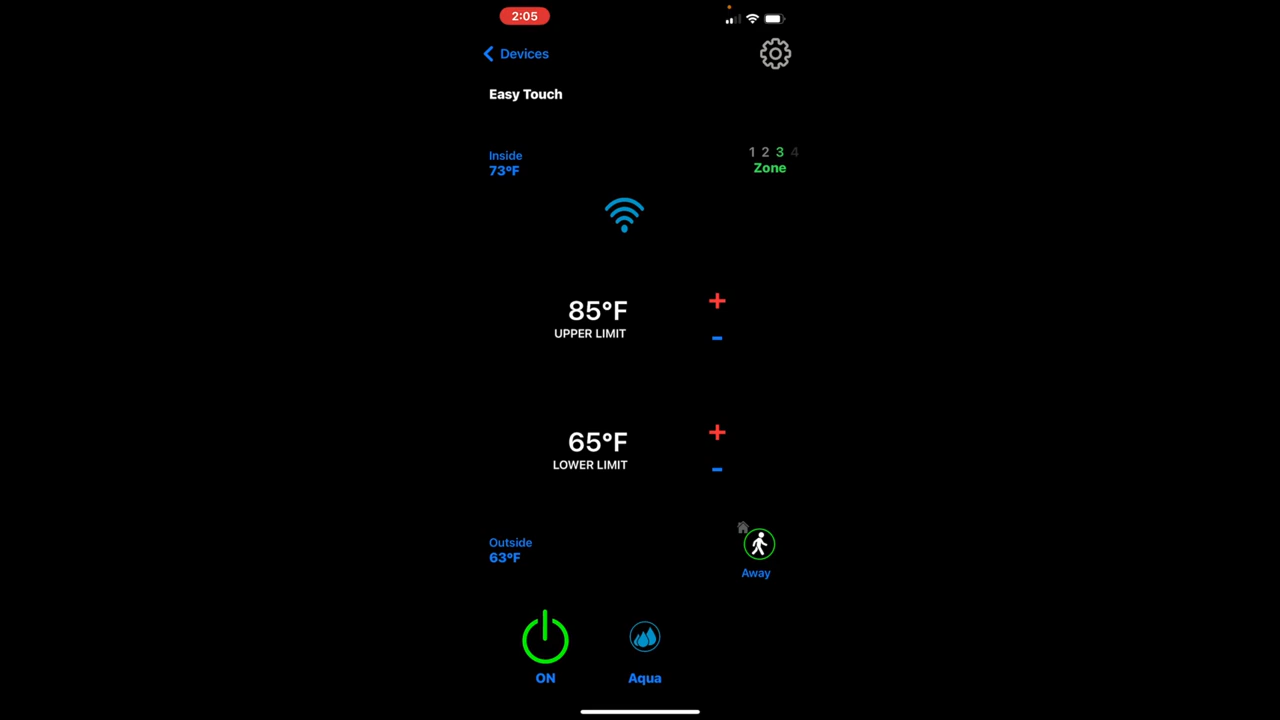 2:05
Devices
Easy Touch
Inside
73°F
1 2 3 4
Zone
85°F
UPPER LIMIT
+
-
65°F
LOWER LIMIT
+
-
Outside
63°F
Away
ON
Aqua